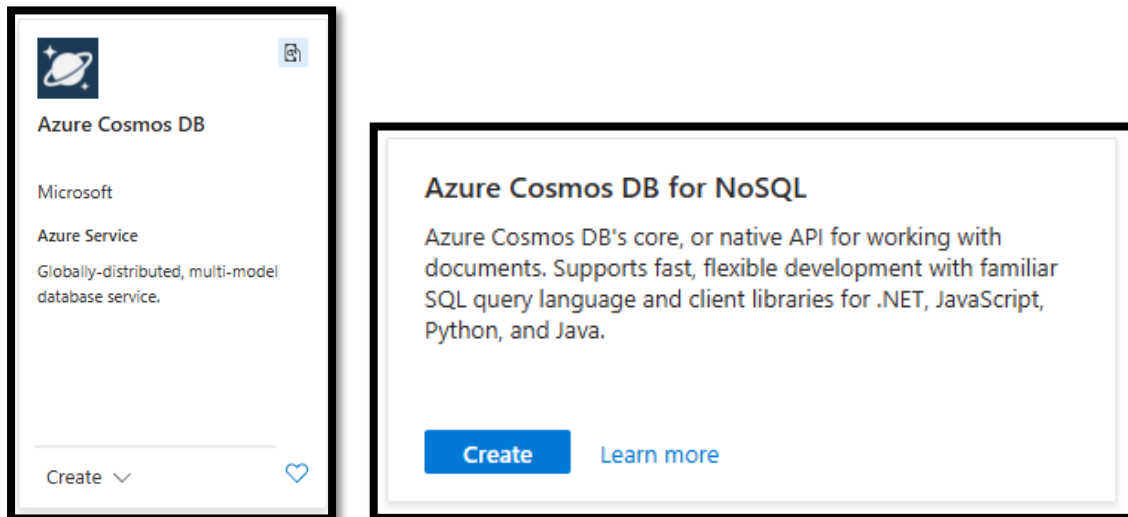 Azure Cosmos DB
Microsoft
Azure Service
Globally-distributed, multi-model
database service.
Create
Azure Cosmos DB for NoSQL
Azure Cosmos DB's core, or native API for working with
documents. Supports fast, flexible development with familiar
SQL query language and client libraries for .NET, JavaScript,
Python, and Java.
Create
Learn more